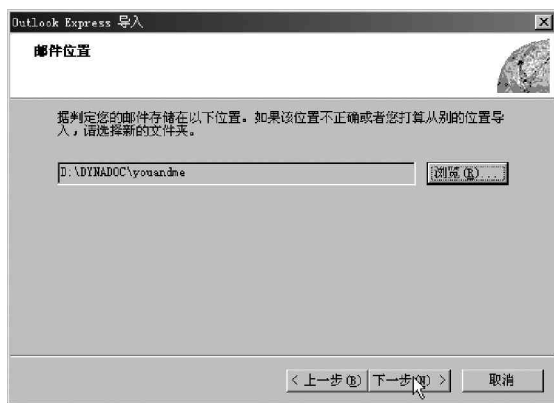 Outlook Express 导入
邮件位置
据判定您的邮件存储在以下位置。如果该位置不正确或者您打算从别的位置导
入，请选择新的文件夹。
D:\DYNADOC\youandme
浏览(R)...
< 上一步(B) 下一步(N) > 取消